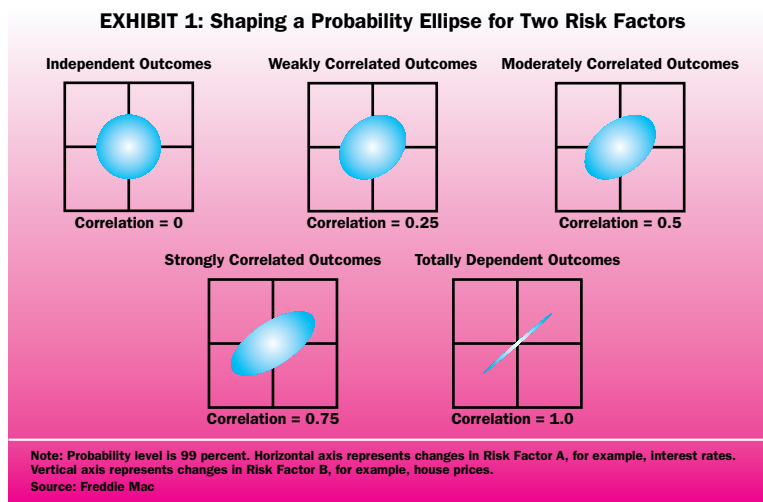 EXHIBIT 1: Shaping a Probability Ellipse for Two Risk Factors
Independent Outcomes
Correlation = 0
Weakly Correlated Outcomes
Correlation = 0.25
Moderately Correlated Outcomes
Correlation = 0.5
Strongly Correlated Outcomes
Correlation = 0.75
Totally Dependent Outcomes
Correlation = 1.0
Note: Probability level is 99 percent. Horizontal axis represents changes in Risk Factor A, for example, interest rates.
Vertical axis represents changes in Risk Factor B, for example, house prices.
Source: Freddie Mac